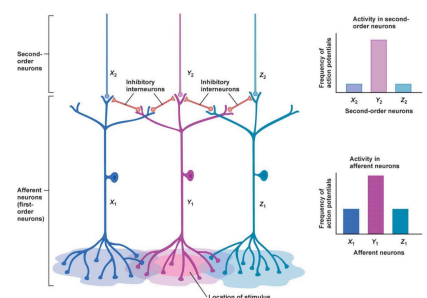 Second-
order
neurons
X₂
Y₂
Z₂
Inhibitory
interneurons
Inhibitory
interneurons
Afferent
neurons
(first-
order
neurons)
X₁
Y₁
Z₁
Location of stimulus
Activity in second-
order neurons
Frequency of
action potentials
X₂ Y₂ Z₂
Second-order neurons
Activity in
afferent neurons
Frequency of
action potentials
X₁ Y₁ Z₁
Afferent neurons